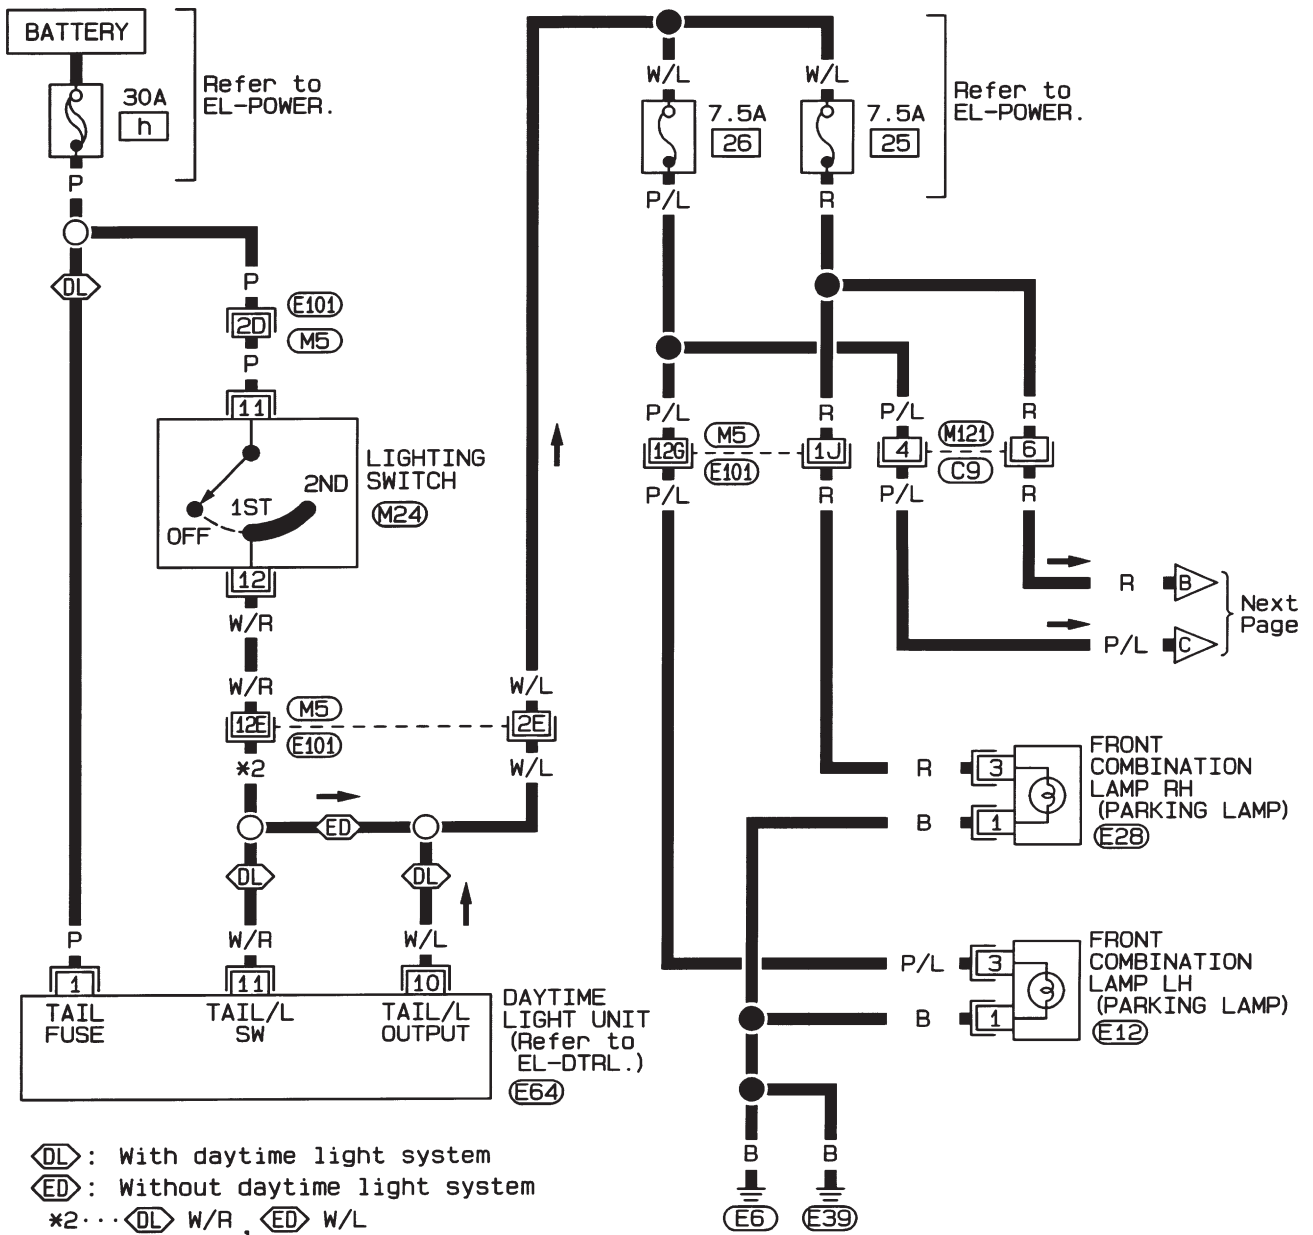 BATTERY
30A
h
Refer to
EL-POWER.
P
DL
P
2D
E101
M5
P
11
LIGHTING
SWITCH
M24
OFF
1ST
2ND
12
W/R
W/R
12E
M5
E101
*2
ED
DL
DL
P
W/R
W/L
1
11
10
TAIL
FUSE
TAIL/L
SW
TAIL/L
OUTPUT
DAYTIME
LIGHT UNIT
(Refer to
EL-DTRL.)
E64
W/L
2E
W/L
W/L
W/L
7.5A
26
7.5A
25
Refer to
EL-POWER.
P/L
R
P/L
R
P/L
R
12G
M5
E101
1J
4
M121
C9
6
P/L
R
P/L
R
R
B
P/L
C
Next
Page
R
3
B
1
FRONT
COMBINATION
LAMP RH
(PARKING LAMP)
E28
P/L
3
B
1
FRONT
COMBINATION
LAMP LH
(PARKING LAMP)
E12
B
B
E6
E39
DL : With daytime light system
ED : Without daytime light system
*2··· DL W/R , ED W/L